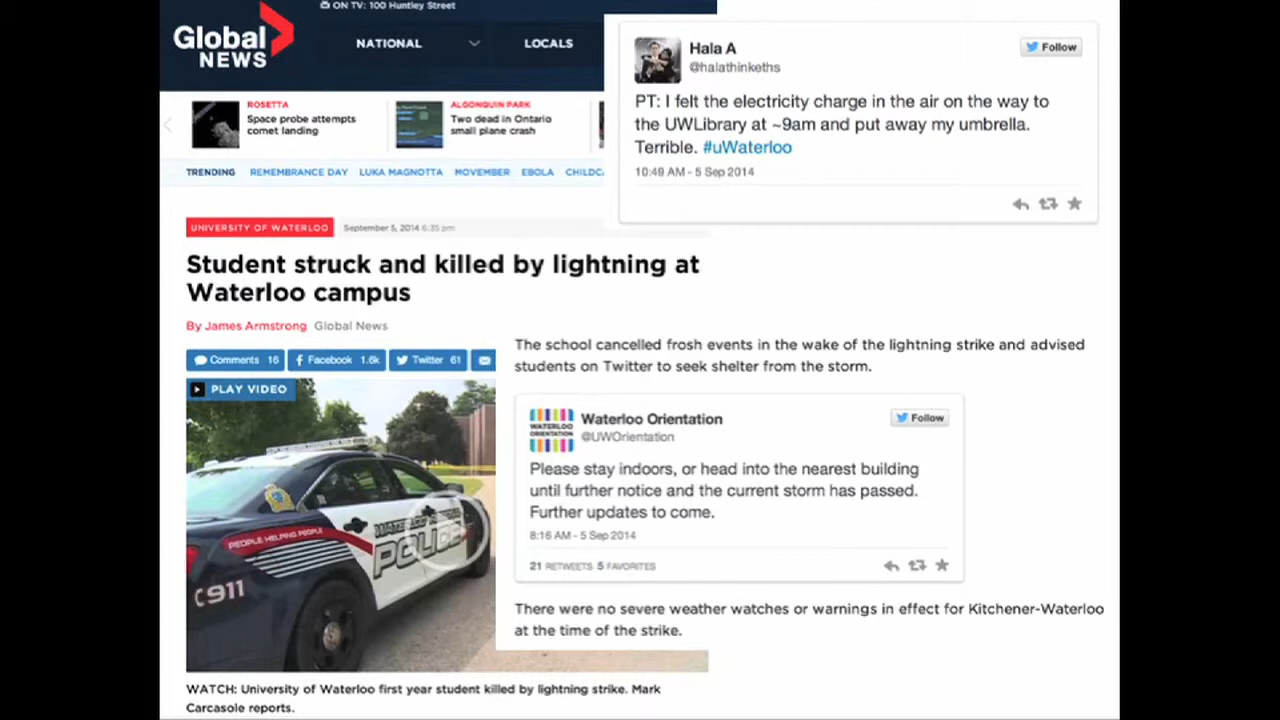 ON TV: 100 Huntley Street
Global
NEWS
NATIONAL
LOCALS
ROSETTA
Space probe attempts
comet landing
ALGONQUIN PARK
Two dead in Ontario
small plane crash
TRENDING REMEMBRANCE DAY LUKA MAGNOTTA MOVEMBER EBOLA CHILDCA
Hala A
@halathinkeths
Follow
PT: I felt the electricity charge in the air on the way to
the UWLibrary at ~9am and put away my umbrella.
Terrible. #uWaterloo
10:49 AM - 5 Sep 2014
UNIVERSITY OF WATERLOO September 5, 2014 6:35 pm
Student struck and killed by lightning at
Waterloo campus
By James Armstrong Global News
Comments 16 Facebook 1.6k Twitter 61
PLAY VIDEO
PEOPLE HELPING PEOPLE
WATERLOO
POLICE
C911
WATCH: University of Waterloo first year student killed by lightning strike. Mark
Carcasole reports.
The school cancelled frosh events in the wake of the lightning strike and advised
students on Twitter to seek shelter from the storm.
WATERLOO
ORIENTATION
Waterloo Orientation
@UWOrientation
Follow
Please stay indoors, or head into the nearest building
until further notice and the current storm has passed.
Further updates to come.
8:16 AM - 5 Sep 2014
21 RETWEETS 5 FAVORITES
There were no severe weather watches or warnings in effect for Kitchener-Waterloo
at the time of the strike.